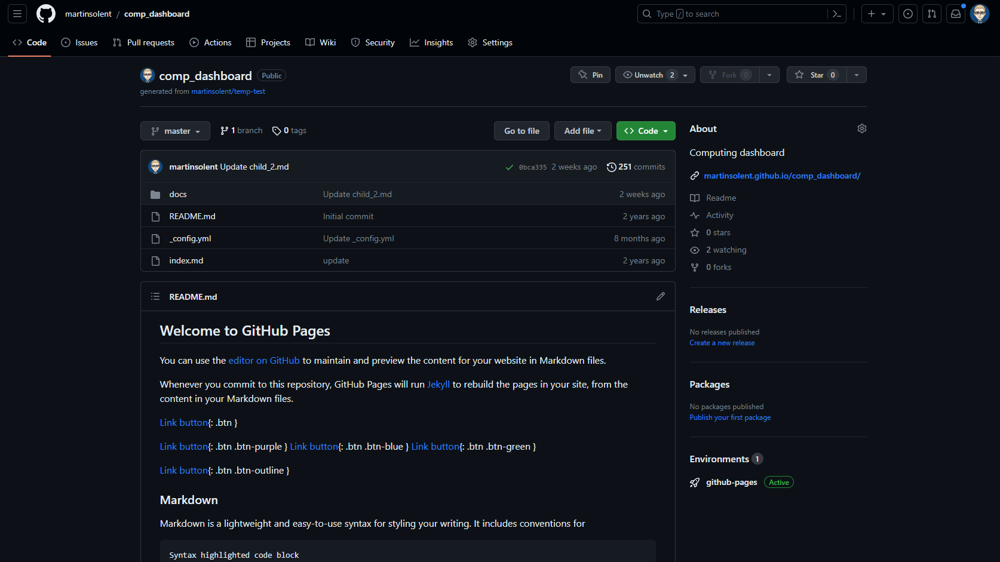 martinsolent / comp_dashboard
Type / to search
Code Issues Pull requests Actions Projects Wiki Security Insights Settings
comp_dashboard Public
Pin Unwatch 2 Fork 0 Star 0
generated from martinsolent/temp-test
master 1 branch 0 tags Go to file Add file Code
martinsolent Update child_2.md 0bca335 2 weeks ago 251 commits
docs Update child_2.md 2 weeks ago
README.md Initial commit 2 years ago
_config.yml Update _config.yml 8 months ago
index.md update 2 years ago
README.md
Welcome to GitHub Pages
You can use the editor on GitHub to maintain and preview the content for your website in Markdown files.
Whenever you commit to this repository, GitHub Pages will run Jekyll to rebuild the pages in your site, from the
content in your Markdown files.
Link button{: .btn }
Link button{: .btn .btn-purple } Link button{: .btn .btn-blue } Link button{: .btn .btn-green }
Link button{: .btn .btn-outline }
Markdown
Markdown is a lightweight and easy-to-use syntax for styling your writing. It includes conventions for
Syntax highlighted code block
About
Computing dashboard
martinsolent.github.io/comp_dashboard/
Readme
Activity
0 stars
2 watching
0 forks
Releases
No releases published
Create a new release
Packages
No packages published
Publish your first package
Environments 1
github-pages Active